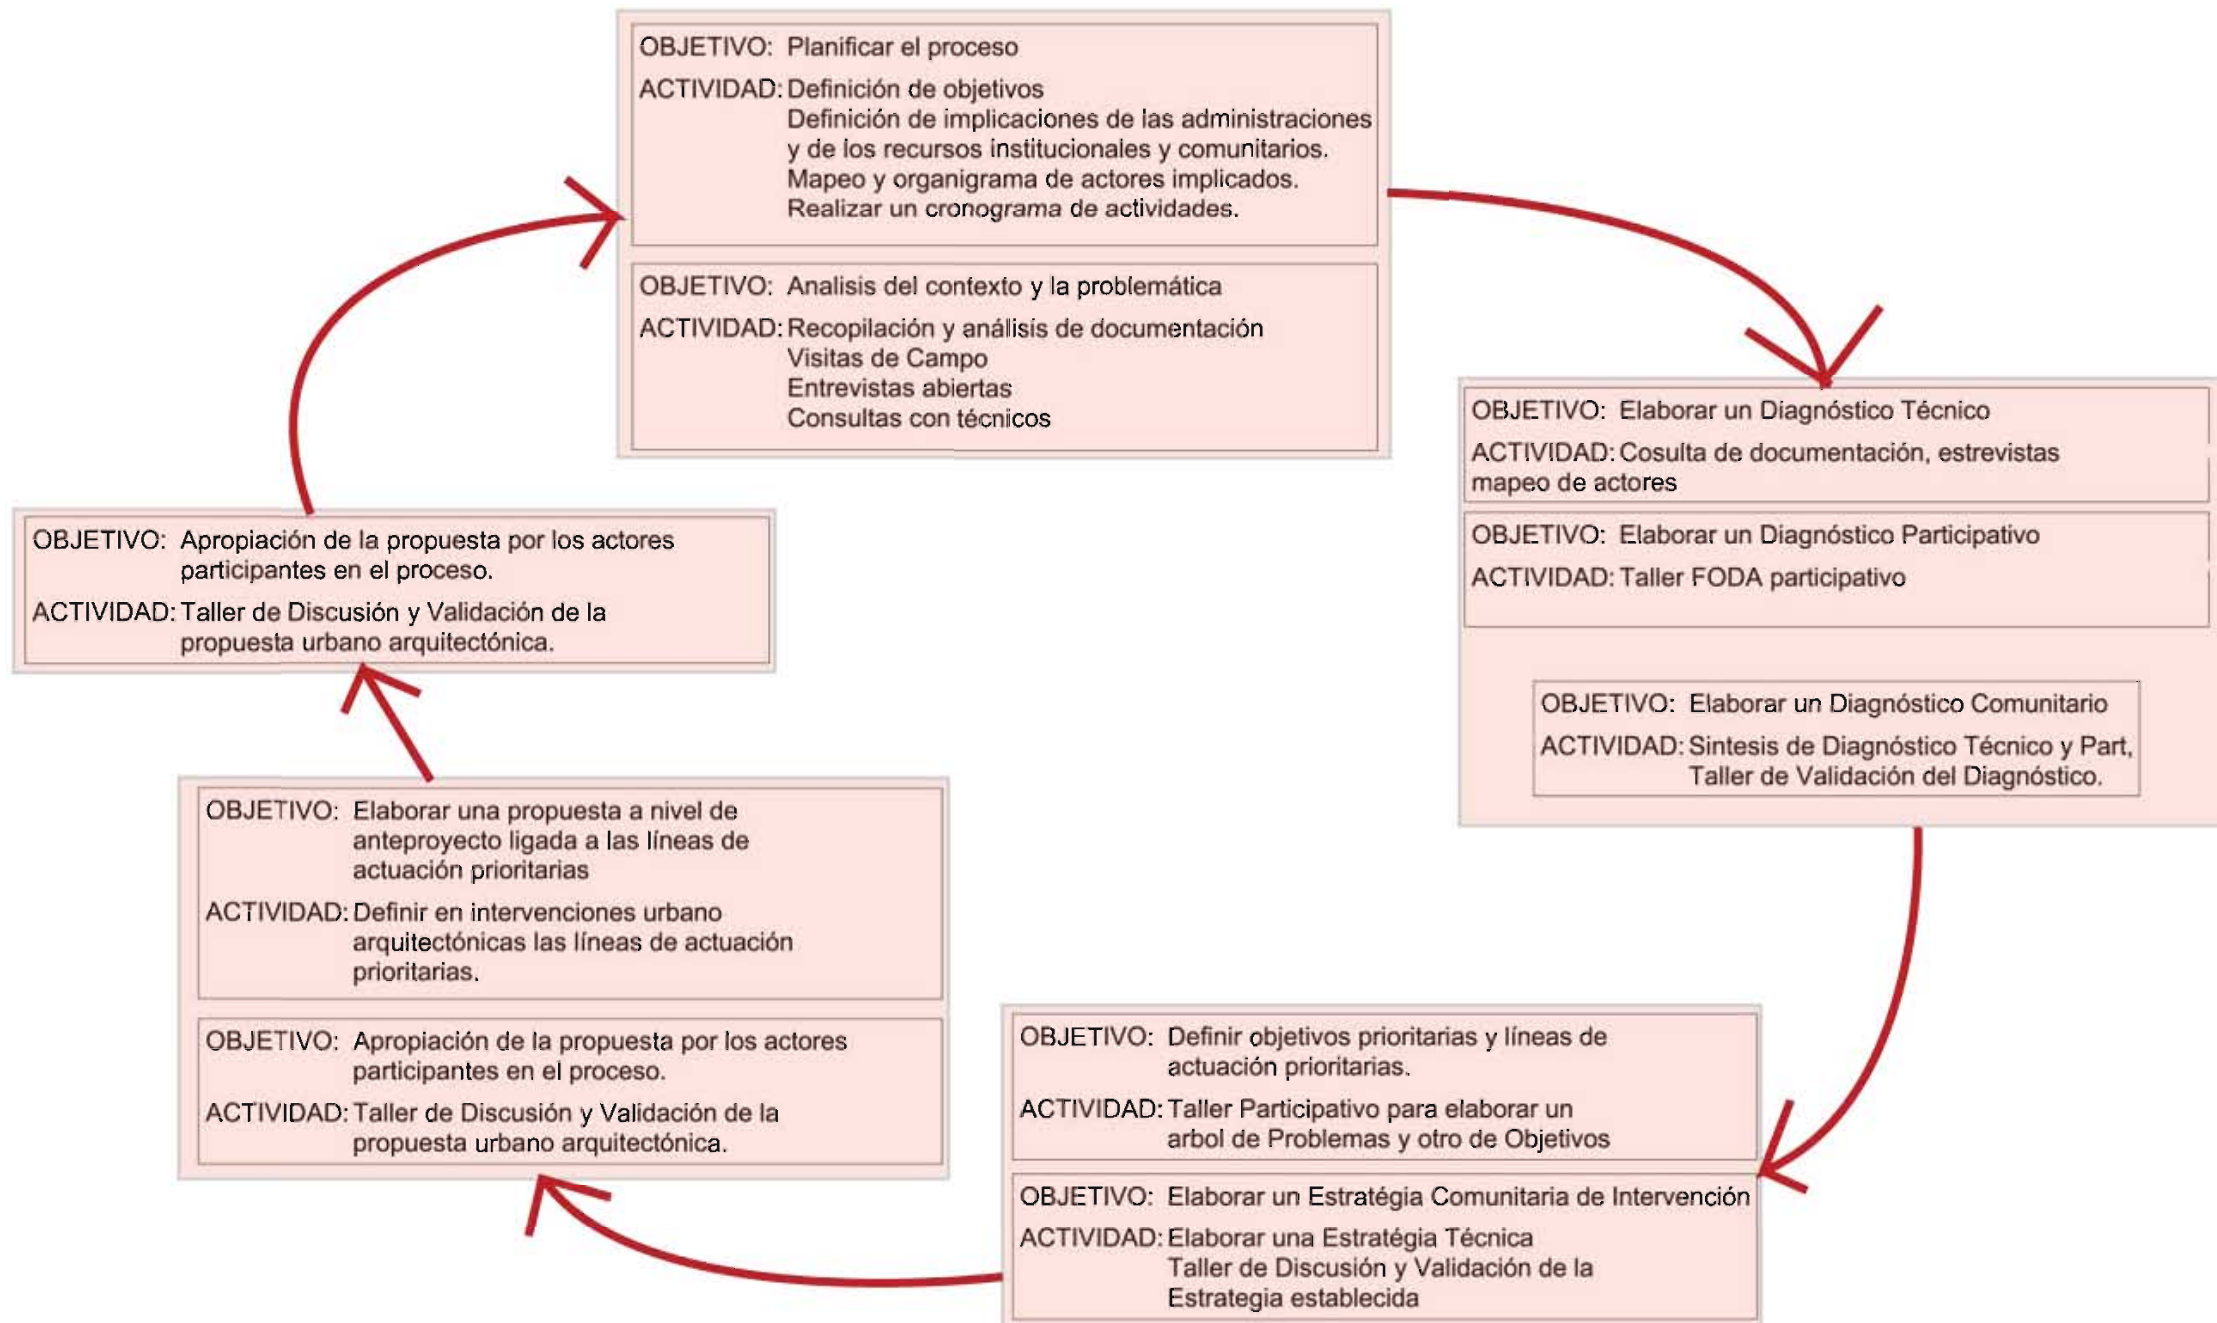 OBJETIVO: Planificar el proceso
ACTIVIDAD: Definición de objetivos
Definición de implicaciones de las administraciones
y de los recursos institucionales y comunitarios.
Mapeo y organigrama de actores implicados.
Realizar un cronograma de actividades.
OBJETIVO: Analisis del contexto y la problemática
ACTIVIDAD: Recopilación y análisis de documentación
Visitas de Campo
Entrevistas abiertas
Consultas con técnicos
OBJETIVO: Elaborar un Diagnóstico Técnico
ACTIVIDAD: Cosulta de documentación, estrevistas
mapeo de actores
OBJETIVO: Elaborar un Diagnóstico Participativo
ACTIVIDAD: Taller FODA participativo
OBJETIVO: Elaborar un Diagnóstico Comunitario
ACTIVIDAD: Sintesis de Diagnóstico Técnico y Part,
Taller de Validación del Diagnóstico.
OBJETIVO: Definir objetivos prioritarias y líneas de
actuación prioritarias.
ACTIVIDAD: Taller Participativo para elaborar un
arbol de Problemas y otro de Objetivos
OBJETIVO: Elaborar un Estratégia Comunitaria de Intervención
ACTIVIDAD: Elaborar una Estratégia Técnica
Taller de Discusión y Validación de la
Estrategia establecida
OBJETIVO: Elaborar una propuesta a nivel de
anteproyecto ligada a las líneas de
actuación prioritarias
ACTIVIDAD: Definir en intervenciones urbano
arquitectónicas las líneas de actuación
prioritarias.
OBJETIVO: Apropiación de la propuesta por los actores
participantes en el proceso.
ACTIVIDAD: Taller de Discusión y Validación de la
propuesta urbano arquitectónica.
OBJETIVO: Apropiación de la propuesta por los actores
participantes en el proceso.
ACTIVIDAD: Taller de Discusión y Validación de la
propuesta urbano arquitectónica.